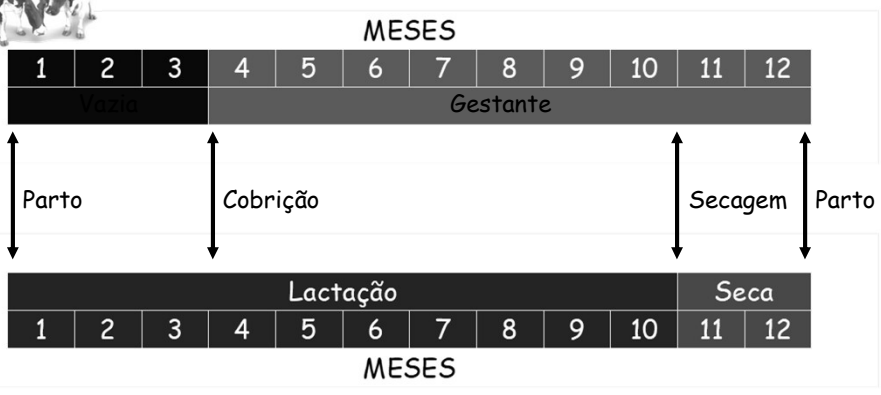 MESES
1 2 3 4 5 6 7 8 9 10 11 12
Vazia Gestante
Parto Cobrição Secagem Parto
Lactação Seca
1 2 3 4 5 6 7 8 9 10 11 12
MESES